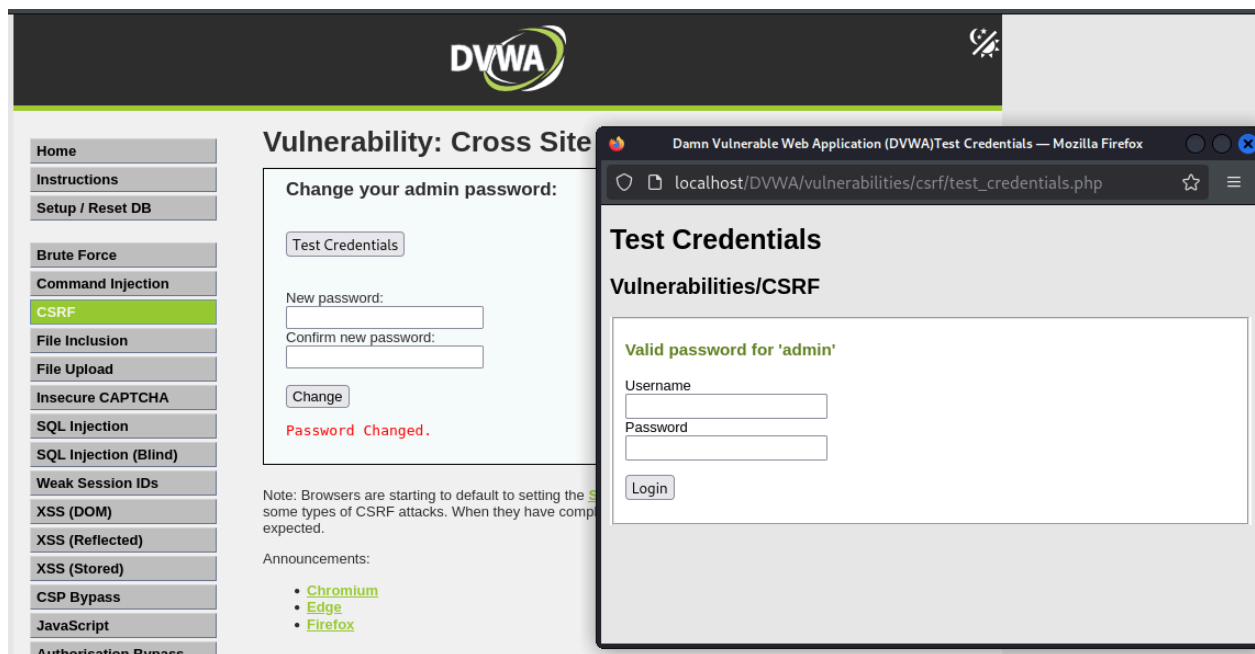 DVWA
Home
Instructions
Setup / Reset DB
Brute Force
Command Injection
CSRF
File Inclusion
File Upload
Insecure CAPTCHA
SQL Injection
SQL Injection (Blind)
Weak Session IDs
XSS (DOM)
XSS (Reflected)
XSS (Stored)
CSP Bypass
JavaScript
Authorisation Bypass
Vulnerability: Cross Site
Change your admin password:
Test Credentials
New password:
Confirm new password:
Change
Password Changed.
Note: Browsers are starting to default to setting the
some types of CSRF attacks. When they have
expected.
Announcements:
• Chromium
• Edge
• Firefox
Damn Vulnerable Web Application (DVWA)Test Credentials — Mozilla Firefox
localhost/DVWA/vulnerabilities/csrf/test_credentials.php
Test Credentials
Vulnerabilities/CSRF
Valid password for 'admin'
Username
Password
Login